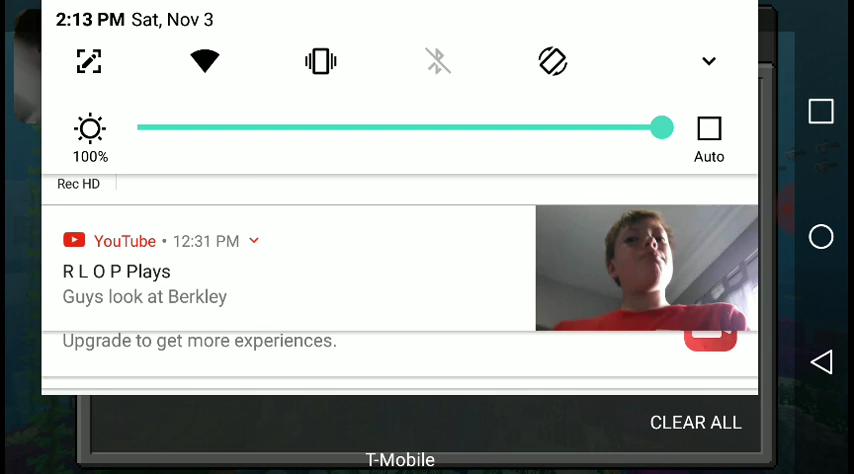 2:13 PM Sat, Nov 3
100%
Auto
Rec HD
YouTube • 12:31 PM
R L O P Plays
Guys look at Berkley
Upgrade to get more experiences.
CLEAR ALL
T-Mobile